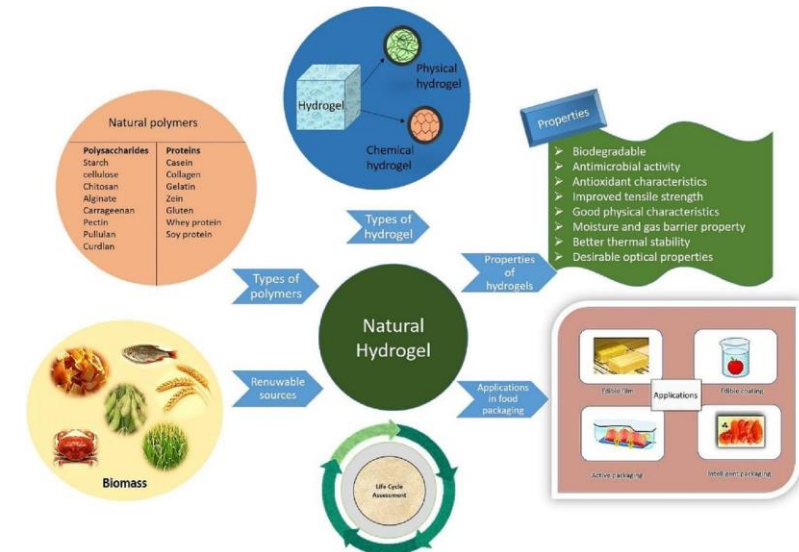 Physical
hydrogel
Hydrogel
Chemical
hydrogel
Natural polymers
Polysaccharides
Starch
cellulose
Chitosan
Alginate
Carrageenan
Pectin
Pullulan
Curdlan
Proteins
Casein
Collagen
Gelatin
Zein
Gluten
Whey protein
Soy protein
Properties
Biodegradable
Antimicrobial activity
Antioxidant characteristics
Improved tensile strength
Good physical characteristics
Moisture and gas barrier property
Better thermal stability
Desirable optical properties
Types
of hydrogel
Types of
polymers
Properties
of
hydrogels
Natural
Hydrogel
Renuwable
sources
Applications
in food
packaging
Biomass
Life Cycle
Assessment
Edible film
Edible coating
Applications
Active packaging
Intelligent packaging